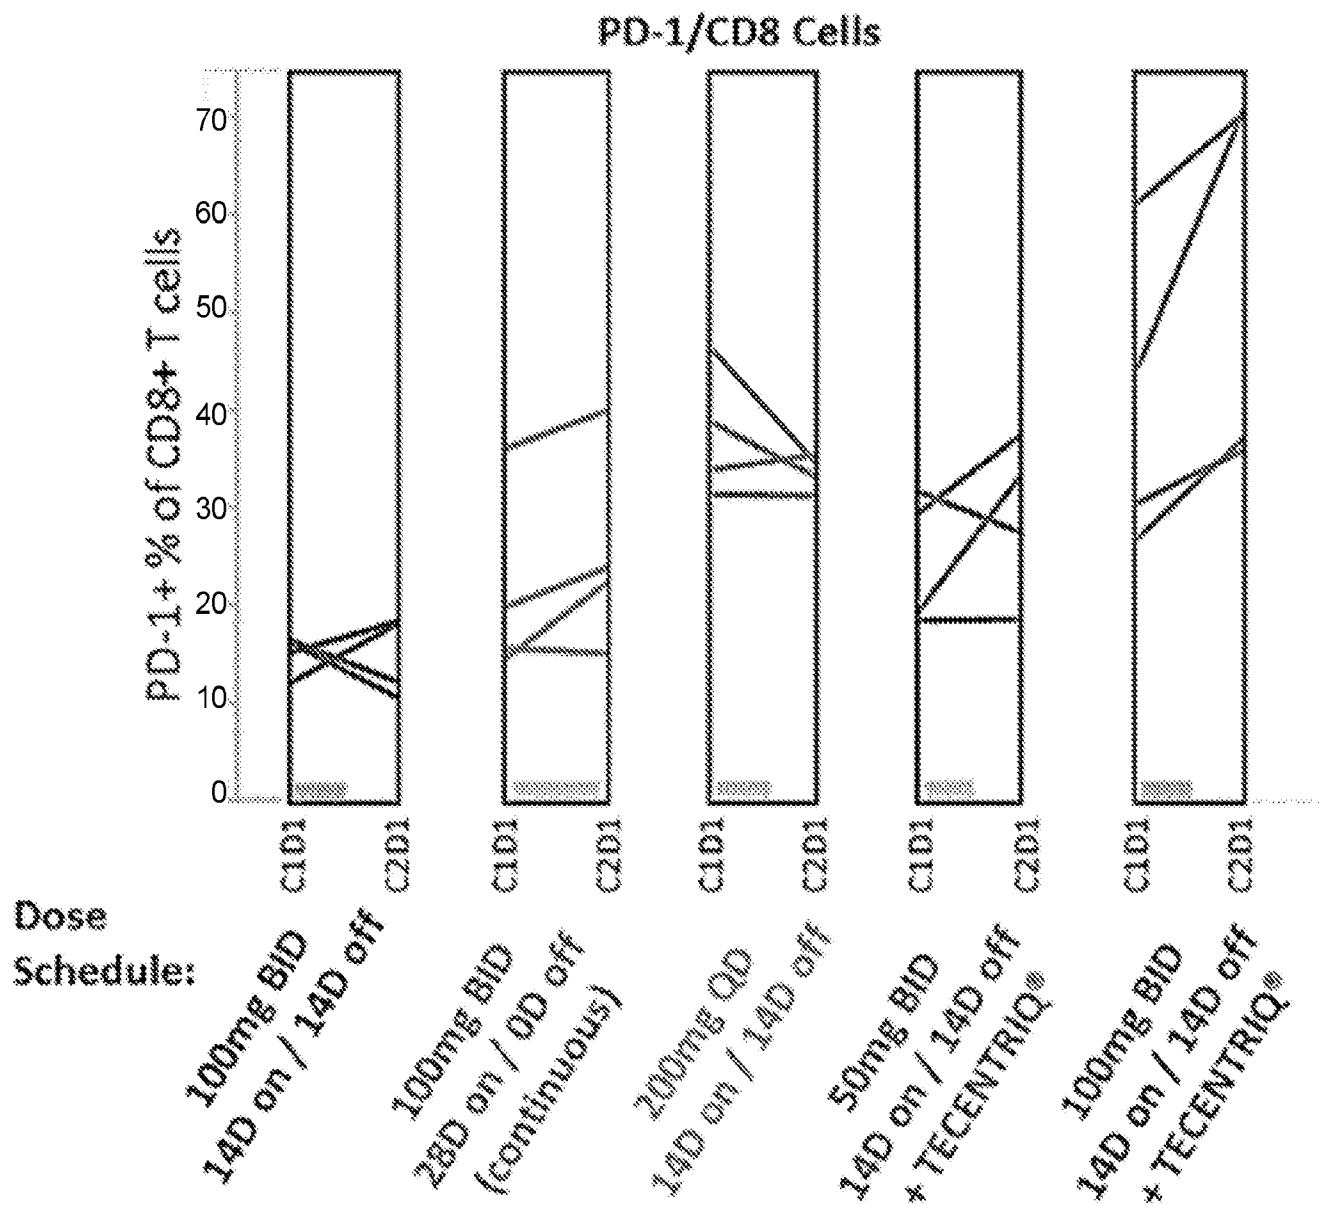 PD-1/CD8 Cells
PD-1+ % of CD8+ T cells
70
60
50
40
30
20
10
0
C1D1
C2D1
C1D1
C2D1
C1D1
C2D1
C1D1
C2D1
C1D1
C2D1
Dose
Schedule:
100mg BID
14D on / 14D off
100mg BID
28D on / 0D off
(continuous)
200mg QD
14D on / 14D off
50mg BID
14D on / 14D off
+ TECENTRIQ®
100mg BID
14D on / 14D off
+ TECENTRIQ®